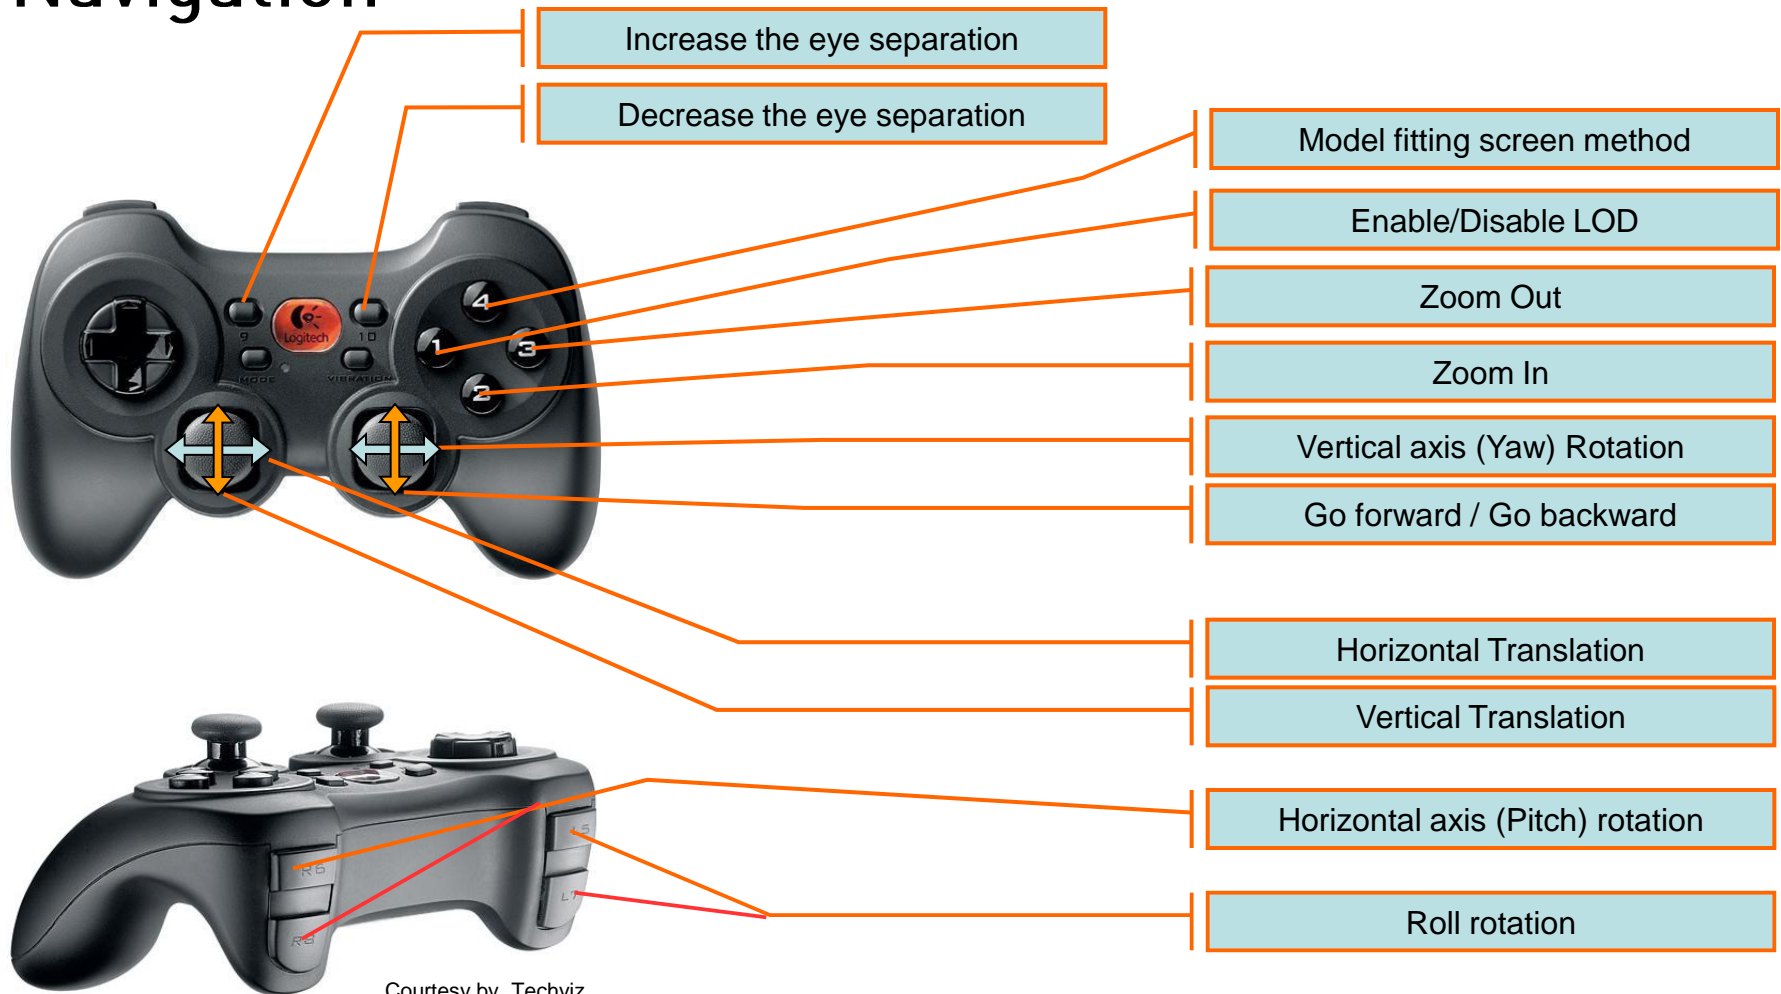 Navigation
Increase the eye separation
Decrease the eye separation
Model fitting screen method
Enable/Disable LOD
Zoom Out
Zoom In
Vertical axis (Yaw) Rotation
Go forward / Go backward
Horizontal Translation
Vertical Translation
Horizontal axis (Pitch) rotation
Roll rotation
4
1
3
2
9
Logitech
10
MODE
VIBRATION
R6
R8
L5
L7
Courtesy by Techviz